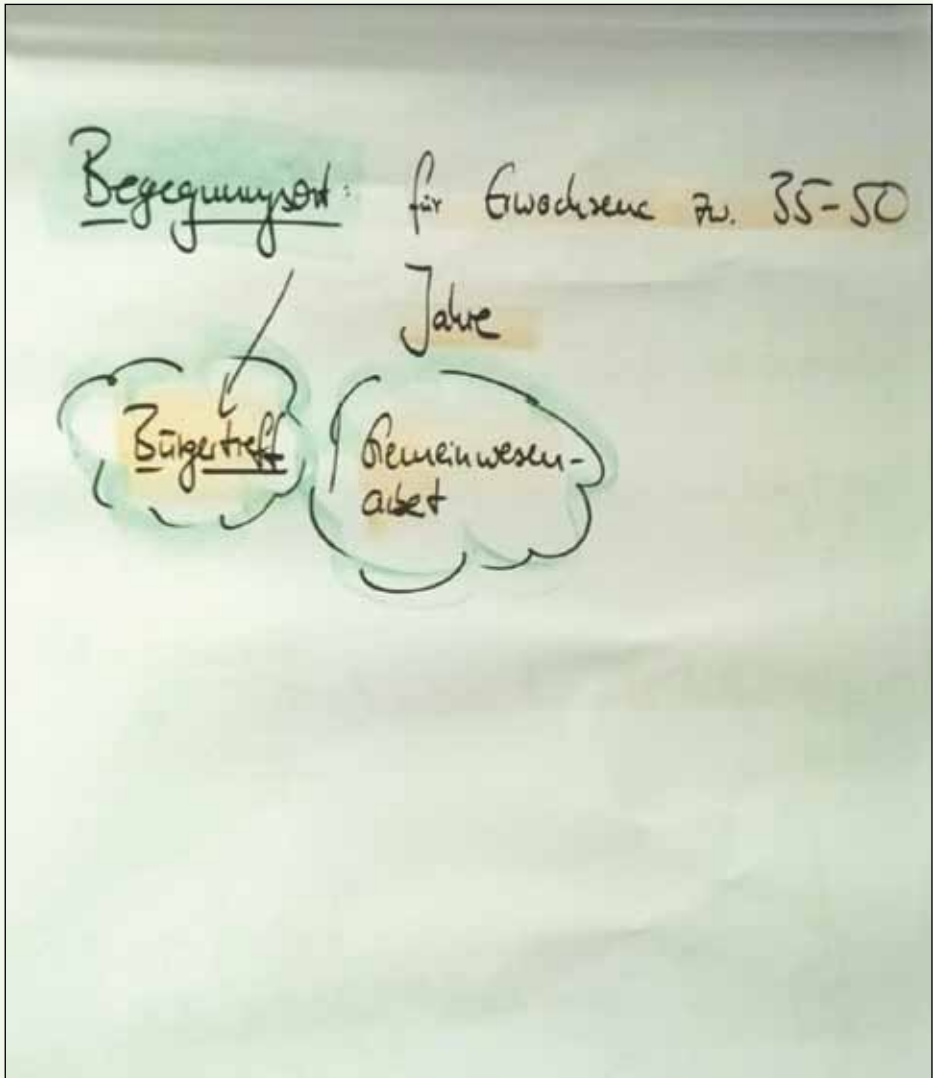 Begegnungsort: für Erwachsene zw. 35-50
Jahre
Bürgertreff
Gemeinwesen-
arbeit